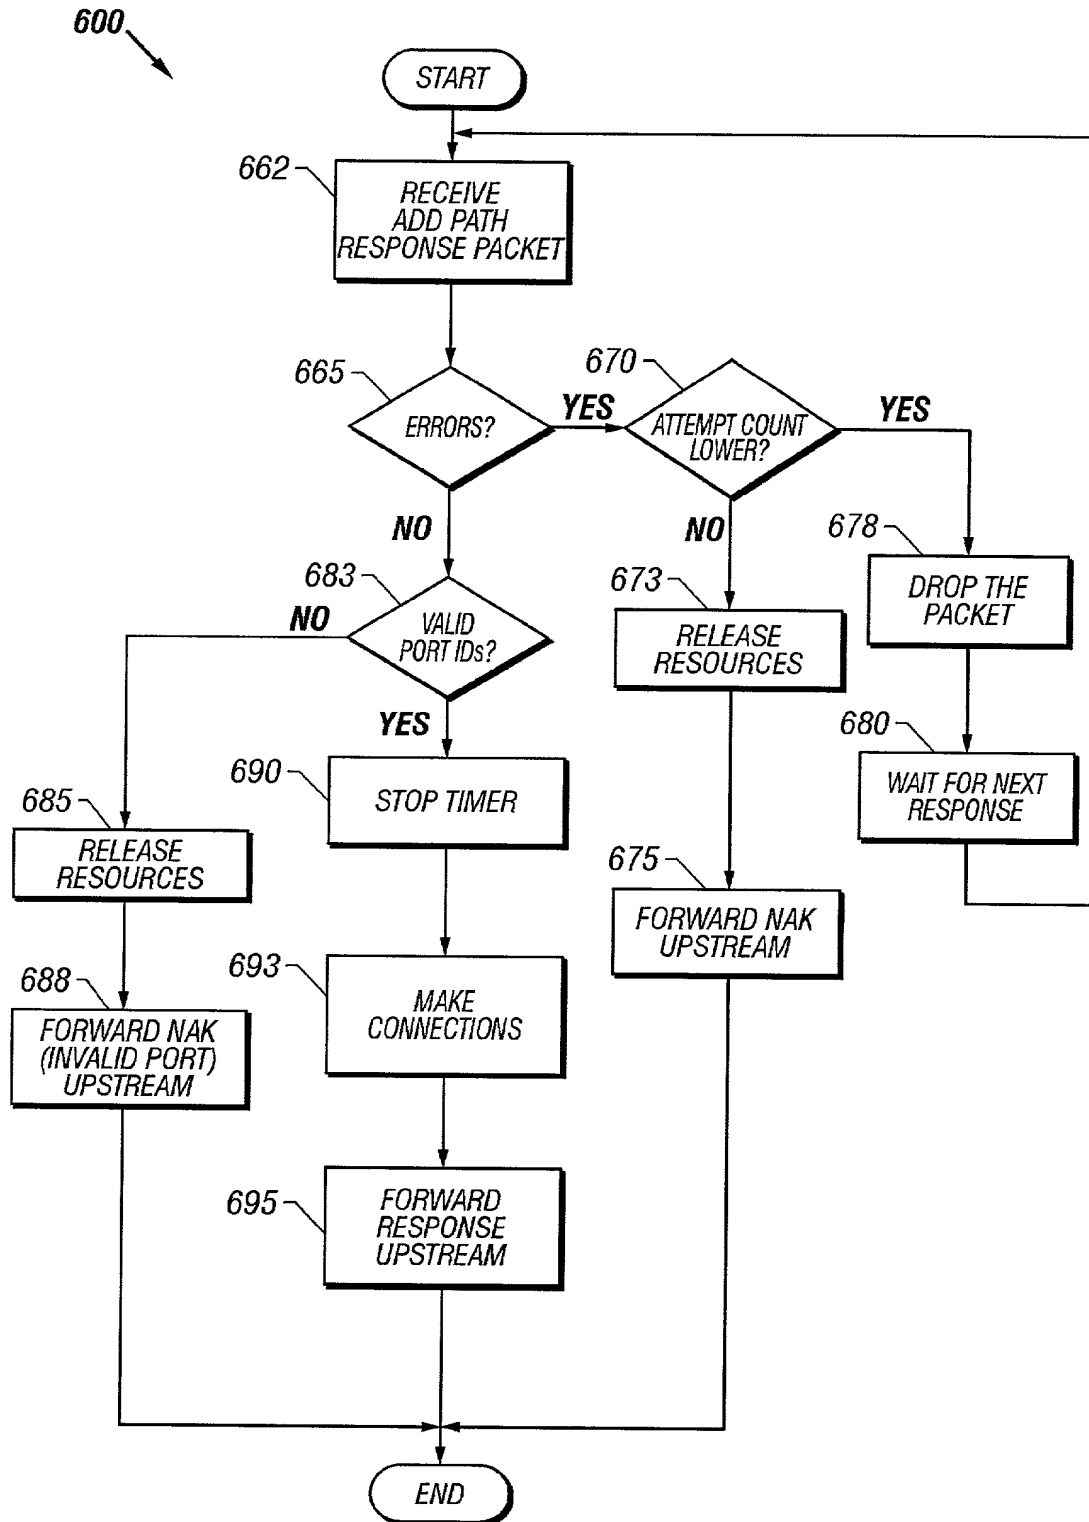 600
START
662
RECEIVE
ADD PATH
RESPONSE PACKET
665
ERRORS?
YES
670
ATTEMPT COUNT
LOWER?
YES
NO
NO
678
DROP THE
PACKET
683
VALID
PORT IDs?
NO
YES
673
RELEASE
RESOURCES
680
WAIT FOR NEXT
RESPONSE
690
STOP TIMER
685
RELEASE
RESOURCES
675
FORWARD NAK
UPSTREAM
693
MAKE
CONNECTIONS
688
FORWARD NAK
(INVALID PORT)
UPSTREAM
695
FORWARD
RESPONSE
UPSTREAM
END